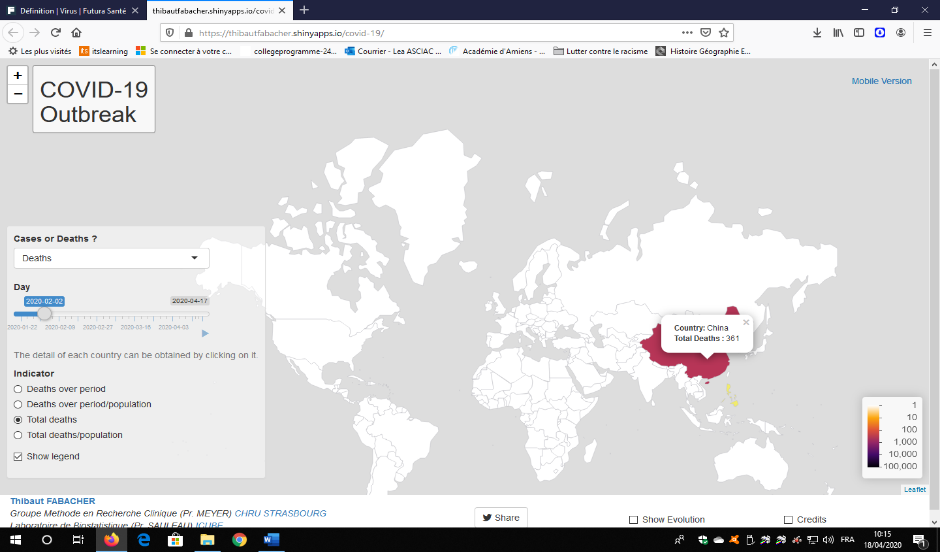 Définition | Virus | Futura Santé
thibautfabacher.shinyapps.io/covid
https://thibautfabacher.shinyapps.io/covid-19/
Les plus visités
itslearning
Se connecter à votre c...
collegeprogramme-24...
Courrier - Lea ASCIAC ...
Académie d'Amiens - ...
Lutter contre le racisme
Histoire Géographie E...
+
−
COVID-19
Outbreak
Mobile Version
Cases or Deaths ?
Deaths
Day
2020-02-02
2020-04-17
2020-01-22 2020-02-09 2020-02-27 2020-03-16 2020-04-03
The detail of each country can be obtained by clicking on it.
Indicator
Deaths over period
Deaths over period/population
Total deaths
Total deaths/population
Show legend
Country: China
Total Deaths : 361
1
10
100
1,000
10,000
100,000
Leaflet
Thibaut FABACHER
Groupe Methode en Recherche Clinique (Pr. MEYER) CHRU STRASBOURG
Laboratoire de Biostatistique (Pr. SAULEAU) ICUBE
Share
Show Evolution
Credits
FRA
10:15
18/04/2020